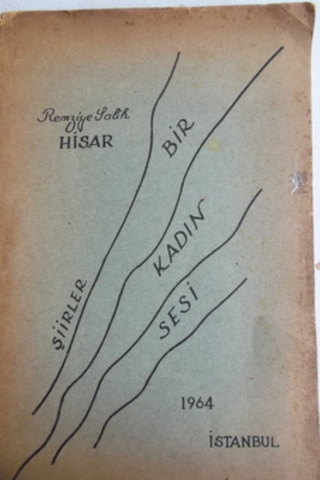 Remziye Salih
HİSAR
BİR
KADIN
SESİ
ŞİİRLER
1964
İSTANBUL